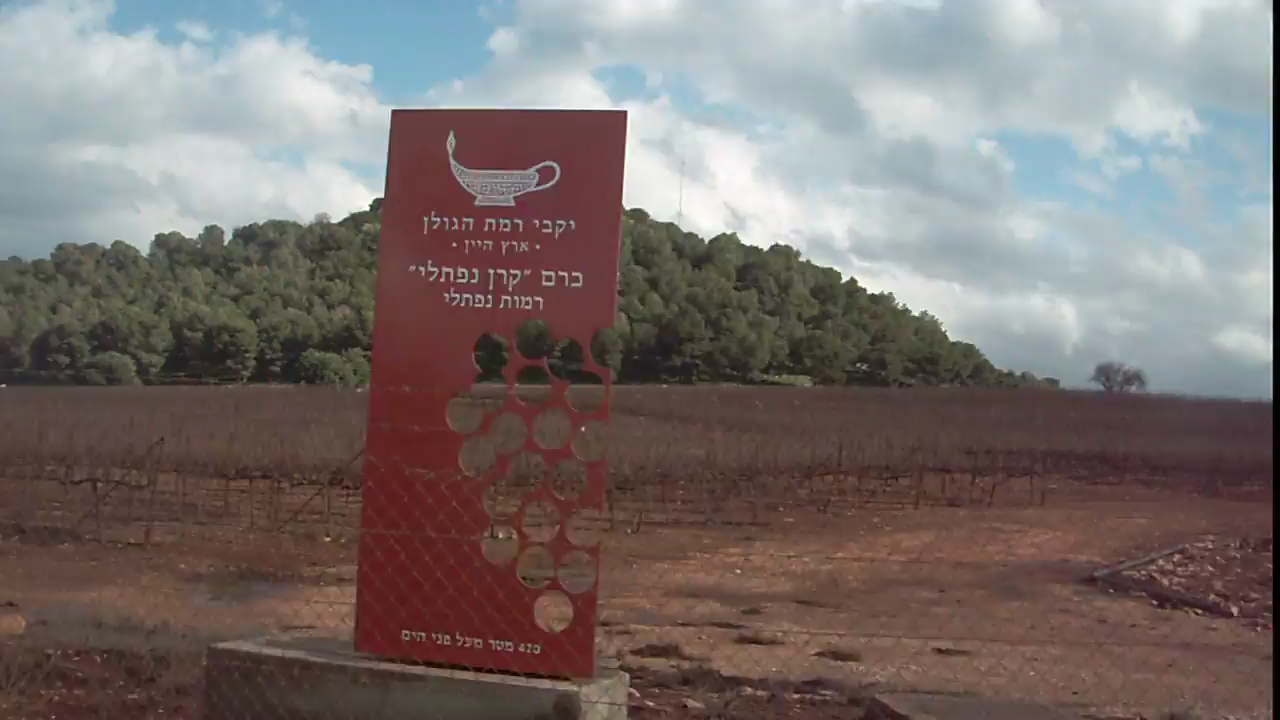 יקבי רמת הגולן
• ארץ היין •
כרם "קרן נפתלי"
רמות נפתלי
420 מטר מעל פני הים